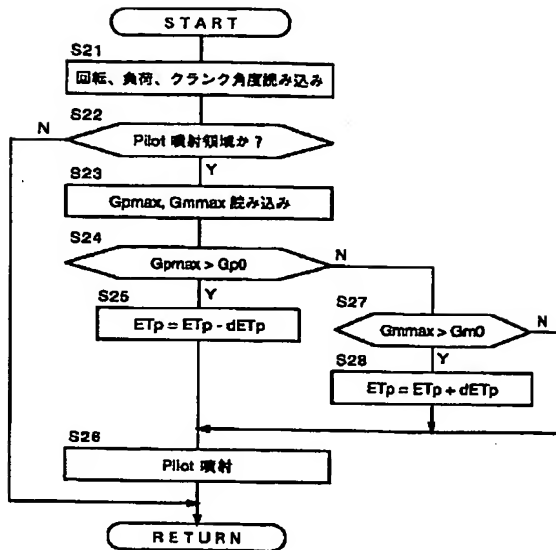 START
S21
回転、負荷、クランク角度読み込み
S22
N
Pilot 噴射領域か?
Y
S23
Gpmax, Gmmax 読み込み
S24
Gpmax > Gp0
N
Y
S25
ETp = ETp - dETp
S27
Gmmax > Gm0
N
Y
S28
ETp = ETp + dETp
S26
Pilot 噴射
RETURN